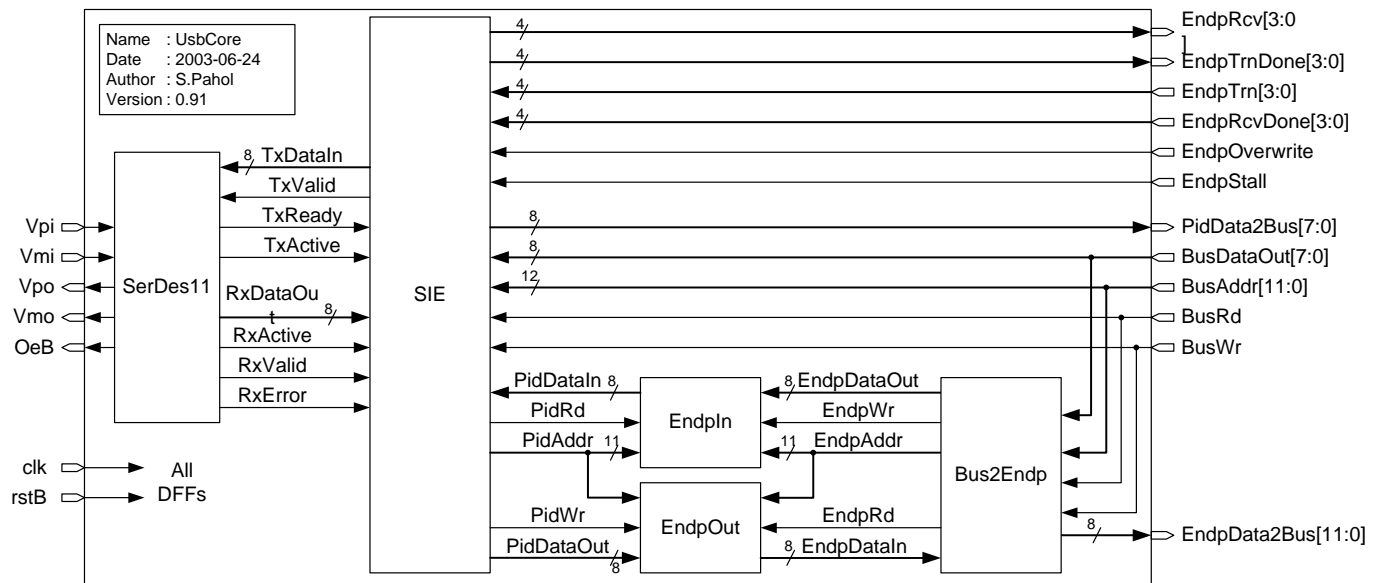 Name : UsbCore
Date : 2003-06-24
Author : S.Pahol
Version : 0.91
4 EndpRcv[3:0
]
4 EndpTrnDone[3:0]
4 EndpTrn[3:0]
4 EndpRcvDone[3:0]
EndpOverwrite
EndpStall
8 PidData2Bus[7:0]
8 BusDataOut[7:0]
12 BusAddr[11:0]
BusRd
BusWr
8 TxDataIn
TxValid
TxReady
TxActive
RxDataOu
t
8
RxActive
RxValid
RxError
Vpi
Vmi
Vpo
Vmo
OeB
SerDes11
SIE
clk
rstB
All
DFFs
PidDataIn 8
PidRd
PidAddr 11
PidWr
PidDataOut
8
EndpIn
EndpOut
8 EndpDataOut
EndpWr
11 EndpAddr
EndpRd
8 EndpDataIn
Bus2Endp
8 EndpData2Bus[11:0]